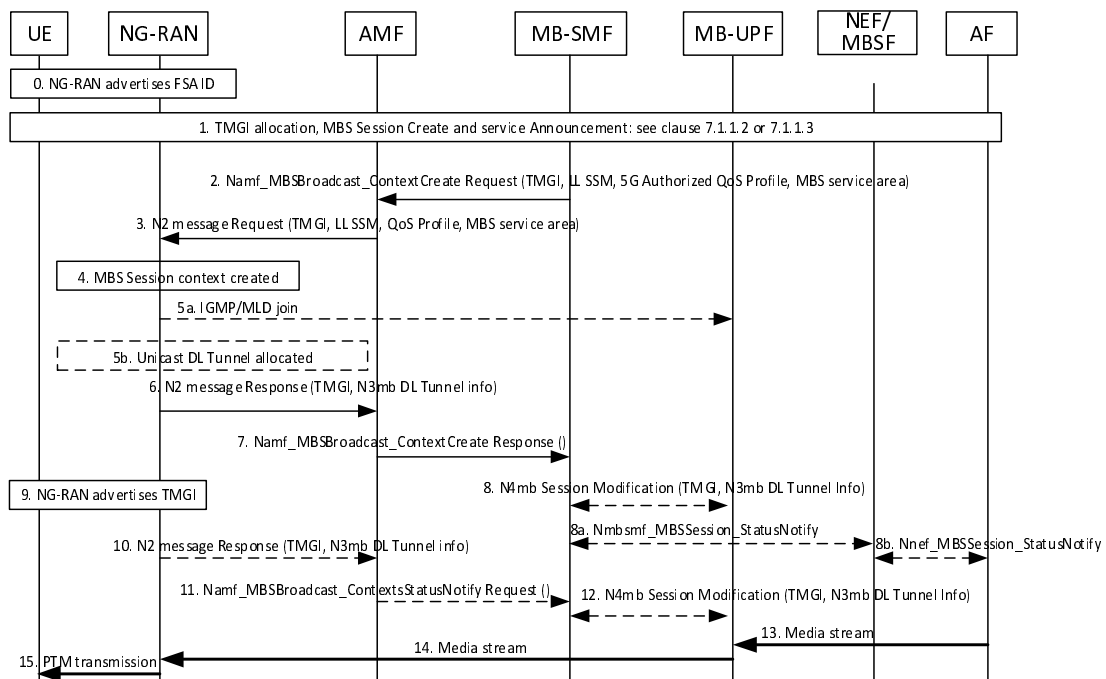 UE
NG-RAN
AMF
MB-SMF
MB-UPF
NEF/
MBSF
AF
0. NG-RAN advertises FSA ID
1. TMGI allocation, MBS Session Create and service Announcement: see clause 7.1.1.2 or 7.1.1.3
2. Namf_MBSBroadcast_ContextCreate Request (TMGI, LL SSM, 5G Authorized QoS Profile, MBS service area)
3. N2 message Request (TMGI, LL SSM, QoS Profile, MBS service area)
4. MBS Session context created
5a. IGMP/MLD join
5b. Unicast DL Tunnel allocated
6. N2 message Response (TMGI, N3mb DL Tunnel info)
7. Namf_MBSBroadcast_ContextCreate Response ()
9. NG-RAN advertises TMGI
8. N4mb Session Modification (TMGI, N3mb DL Tunnel Info)
8a. Nmbsmf_MBSSession_StatusNotify
8b. Nnef_MBSSession_StatusNotify
10. N2 message Response (TMGI, N3mb DL Tunnel info)
11. Namf_MBSBroadcast_ContextsStatusNotify Request ()
12. N4mb Session Modification (TMGI, N3mb DL Tunnel Info)
13. Media stream
14. Media stream
15. PTM transmission